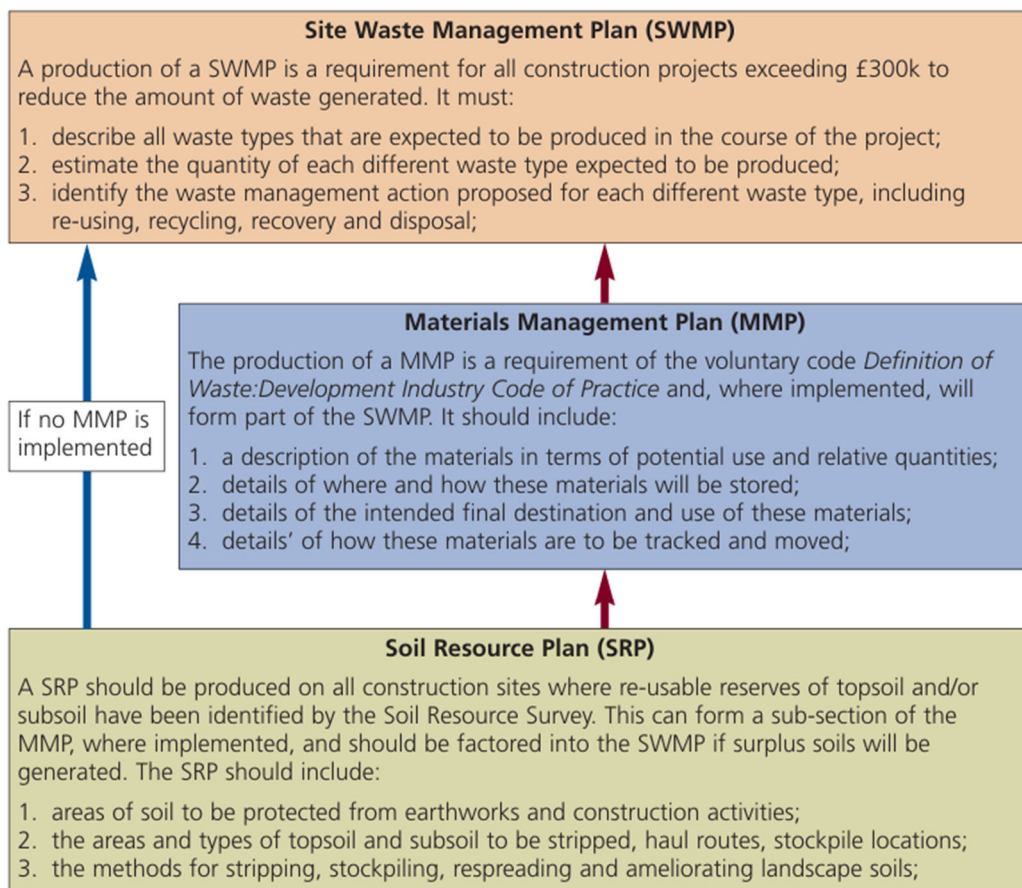 Site Waste Management Plan (SWMP)
A production of a SWMP is a requirement for all construction projects exceeding £300k to
reduce the amount of waste generated. It must:
1. describe all waste types that are expected to be produced in the course of the project;
2. estimate the quantity of each different waste type expected to be produced;
3. identify the waste management action proposed for each different waste type, including
re-using, recycling, recovery and disposal;
Materials Management Plan (MMP)
The production of a MMP is a requirement of the voluntary code Definition of
Waste:Development Industry Code of Practice and, where implemented, will
form part of the SWMP. It should include:
1. a description of the materials in terms of potential use and relative quantities;
2. details of where and how these materials will be stored;
3. details of the intended final destination and use of these materials;
4. details’ of how these materials are to be tracked and moved;
If no MMP is
implemented
Soil Resource Plan (SRP)
A SRP should be produced on all construction sites where re-usable reserves of topsoil and/or
subsoil have been identified by the Soil Resource Survey. This can form a sub-section of the
MMP, where implemented, and should be factored into the SWMP if surplus soils will be
generated. The SRP should include:
1. areas of soil to be protected from earthworks and construction activities;
2. the areas and types of topsoil and subsoil to be stripped, haul routes, stockpile locations;
3. the methods for stripping, stockpiling, respreading and ameliorating landscape soils;